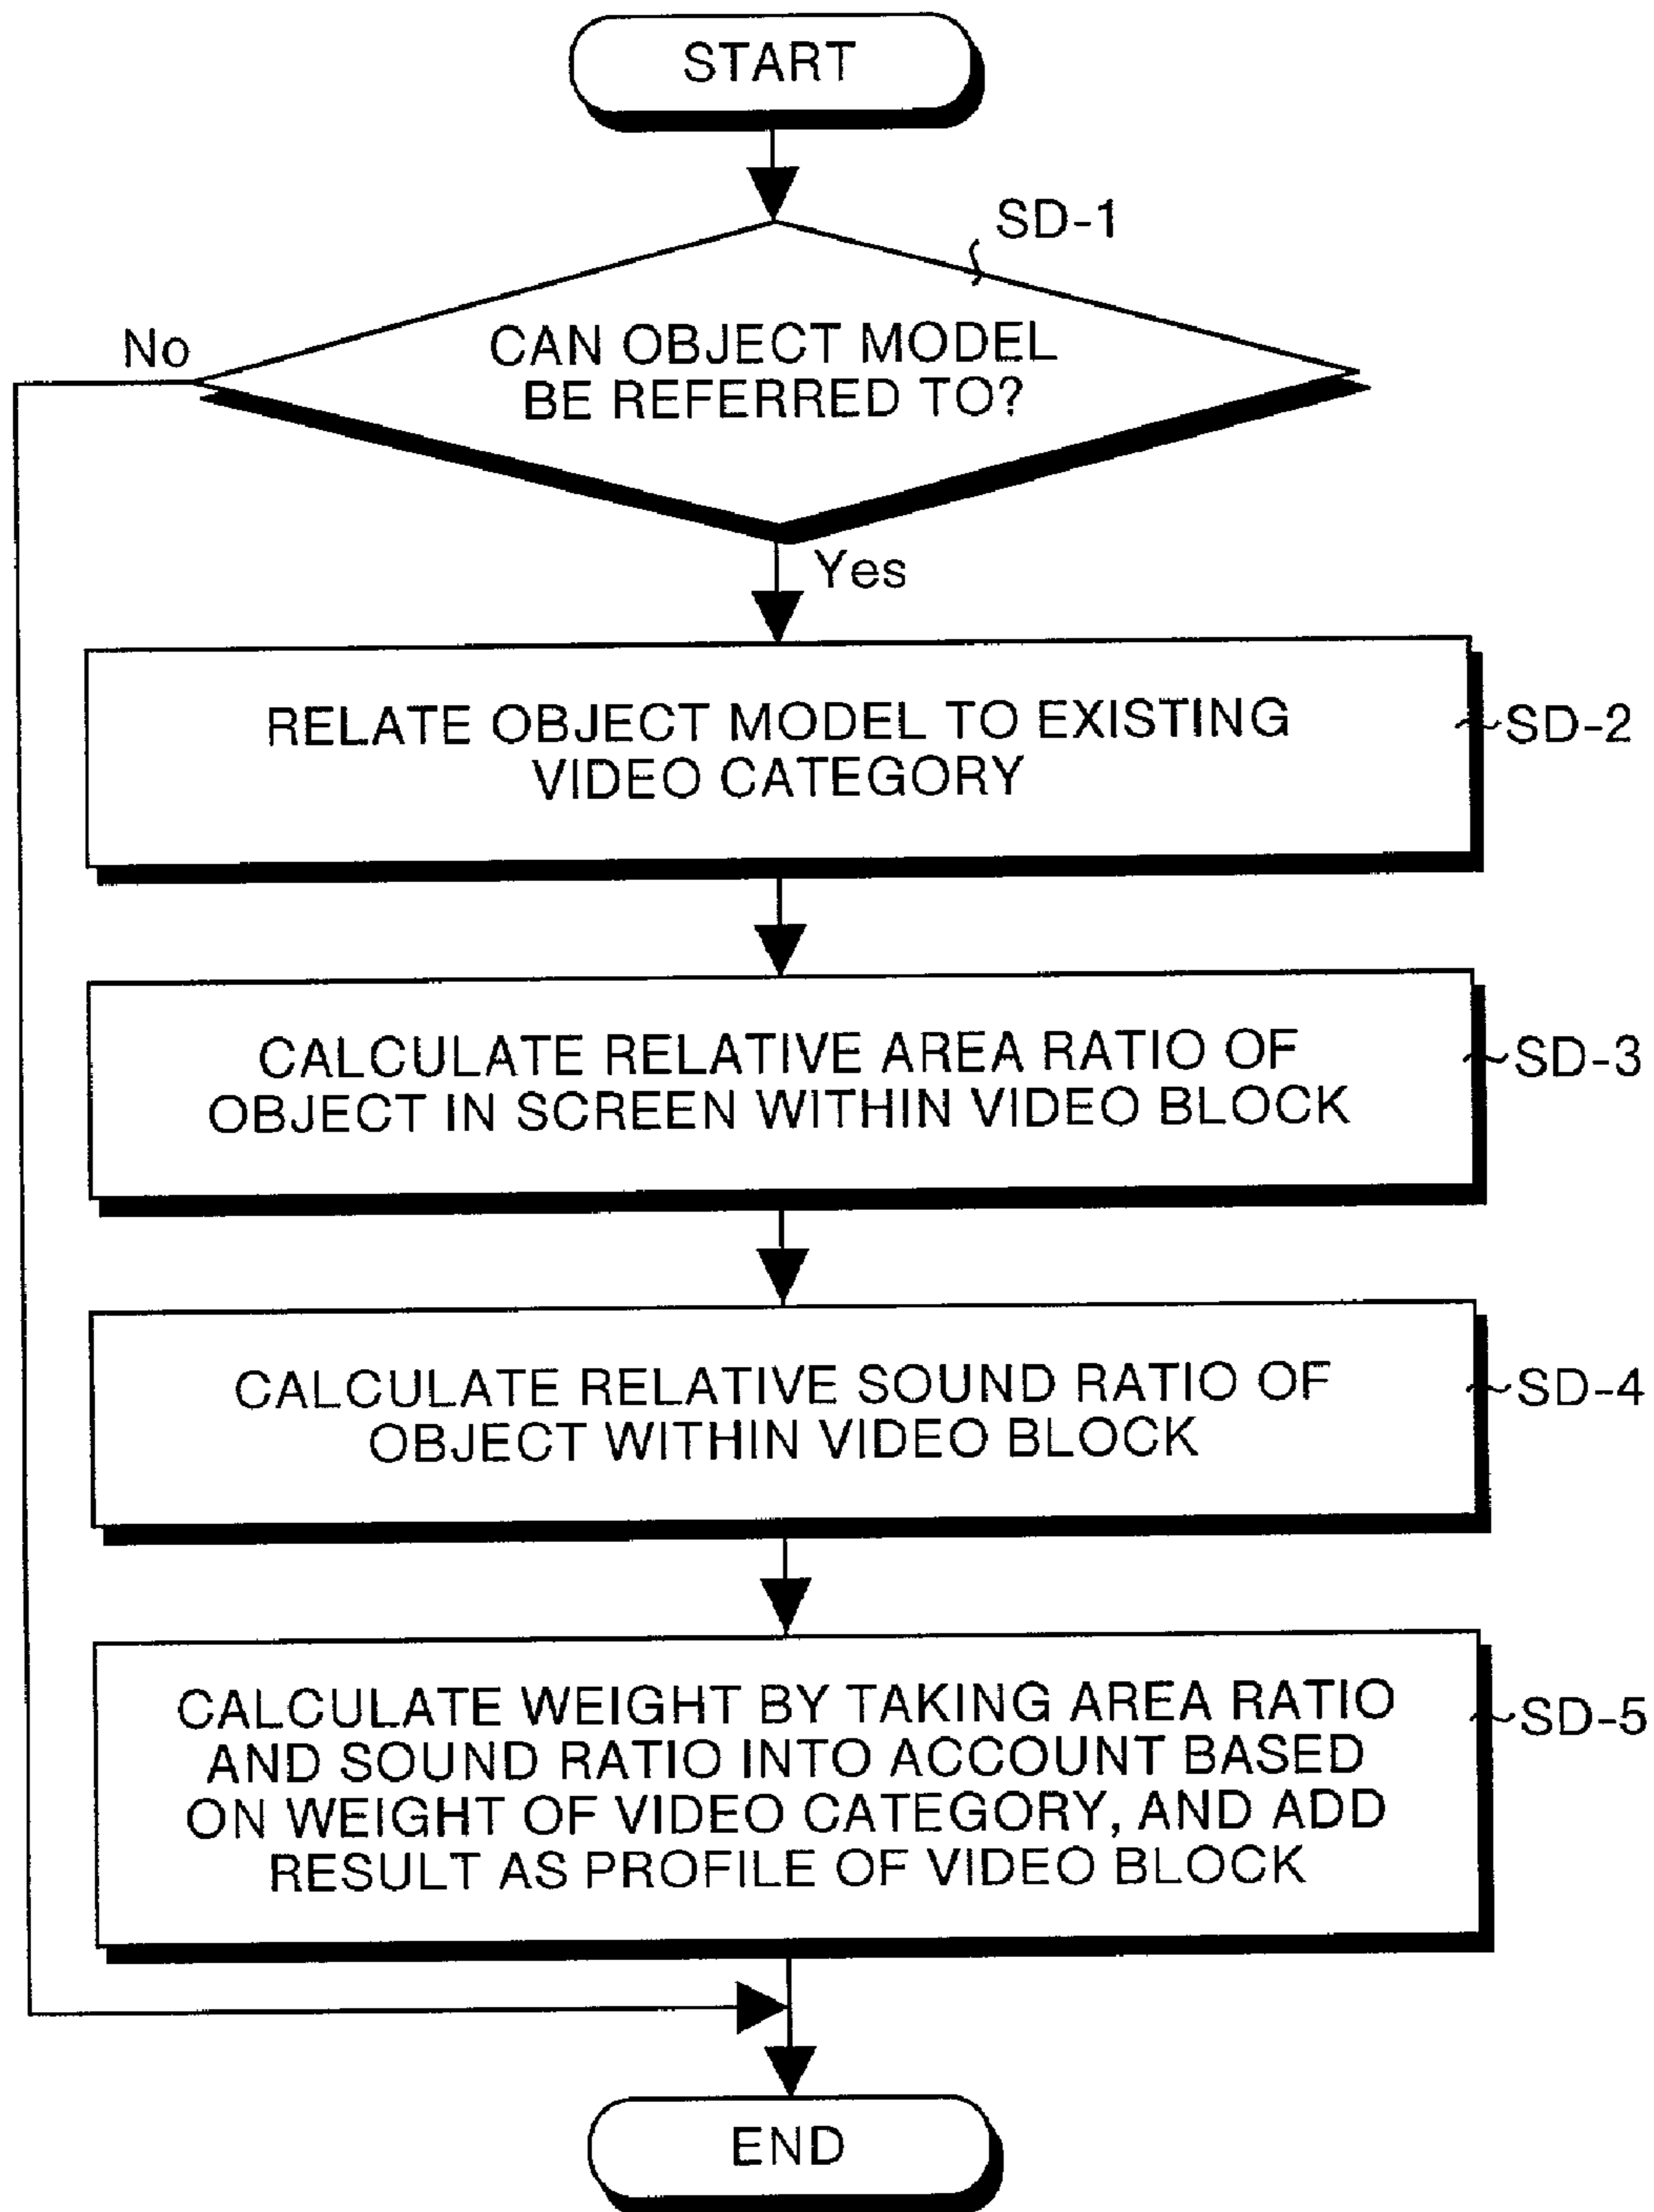 START
SD-1
No
CAN OBJECT MODEL
BE REFERRED TO?
Yes
RELATE OBJECT MODEL TO EXISTING
VIDEO CATEGORY
SD-2
CALCULATE RELATIVE AREA RATIO OF
OBJECT IN SCREEN WITHIN VIDEO BLOCK
SD-3
CALCULATE RELATIVE SOUND RATIO OF
OBJECT WITHIN VIDEO BLOCK
SD-4
CALCULATE WEIGHT BY TAKING AREA RATIO
AND SOUND RATIO INTO ACCOUNT BASED
ON WEIGHT OF VIDEO CATEGORY, AND ADD
RESULT AS PROFILE OF VIDEO BLOCK
SD-5
END